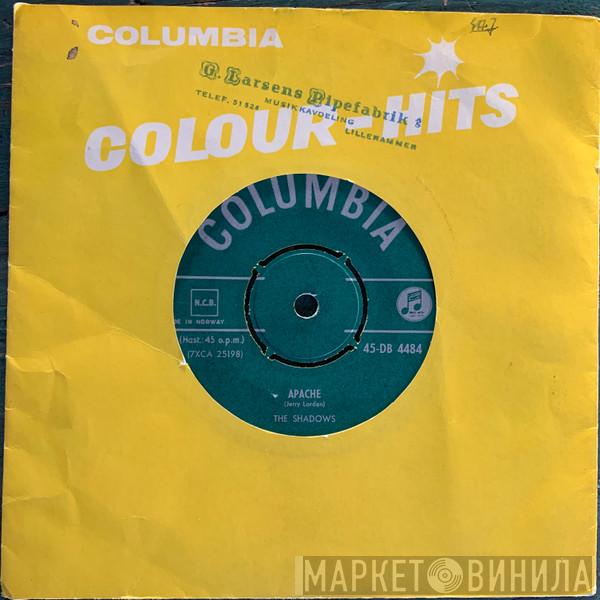 COLUMBIA
G. Larsens Pipefabrik
TELEF. 51524 MUSIKKAVDELING
LILLEHAMMER
COLOUR-HITS
COLUMBIA
N.C.B.
DE IN NORWAY
(Hast.: 45 o.p.m.)
(7XCA 25198)
45-DB 4484
APACHE
(Jerry Lordan)
THE SHADOWS
МАРКЕТ ВИНИЛА